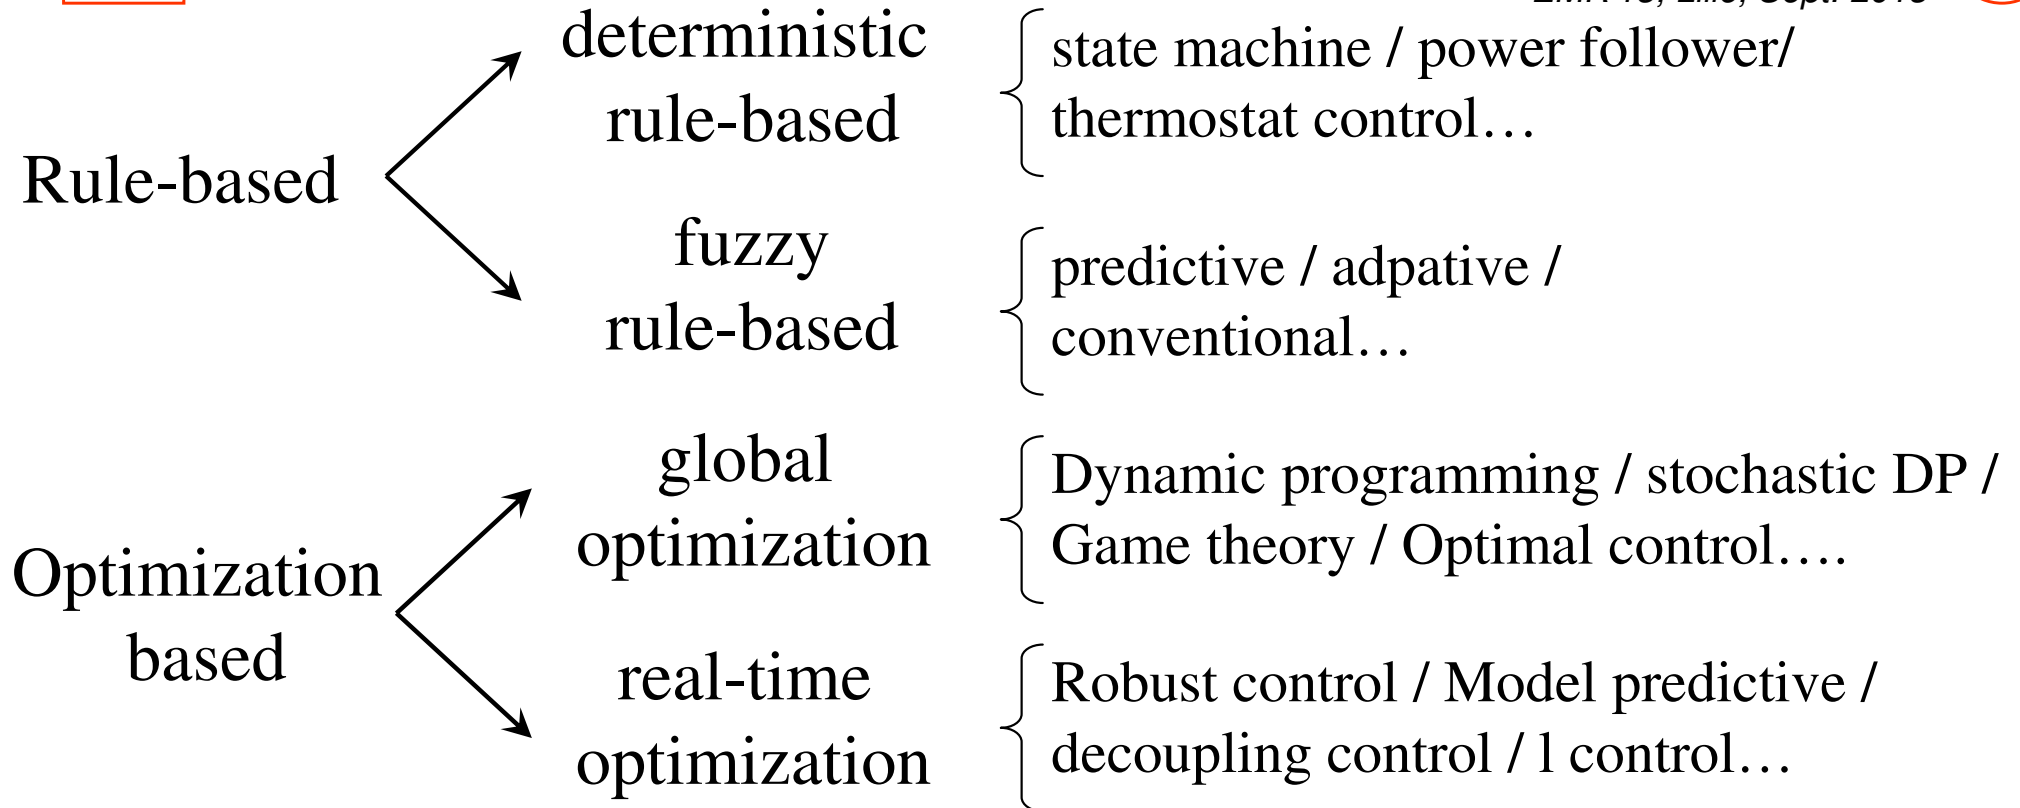 deterministic
rule-based
state machine / power follower/
thermostat control…
Rule-based
fuzzy
rule-based
predictive / adpative /
conventional…
global
optimization
Dynamic programming / stochastic DP /
Game theory / Optimal control….
Optimization
based
real-time
optimization
Robust control / Model predictive /
decoupling control / l control…